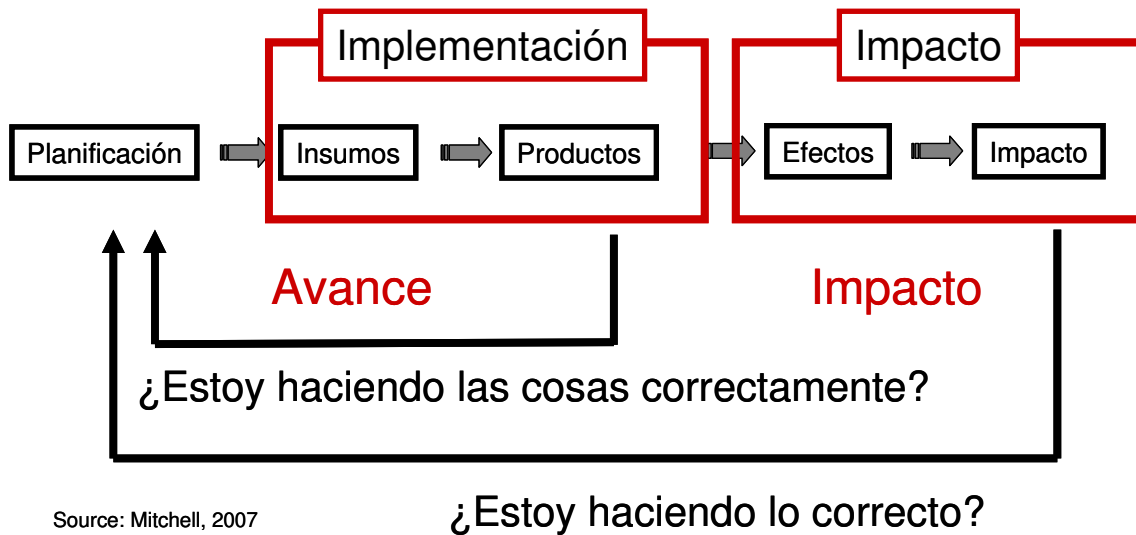 Implementación
Impacto
Planificación
Insumos
Productos
Efectos
Impacto
Avance
Impacto
¿Estoy haciendo las cosas correctamente?
¿Estoy haciendo lo correcto?
Source: Mitchell, 2007